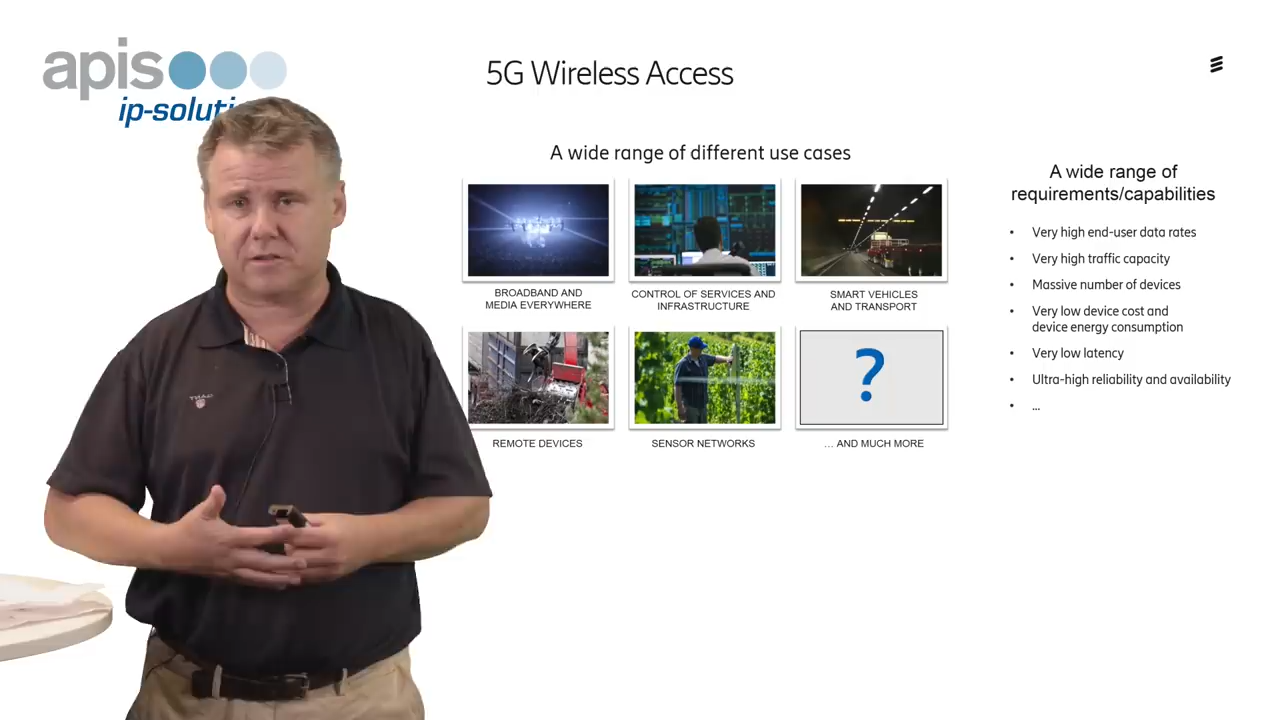 apis
ip-soluti
5G Wireless Access
A wide range of different use cases
BROADBAND AND
MEDIA EVERYWHERE
CONTROL OF SERVICES AND
INFRASTRUCTURE
SMART VEHICLES
AND TRANSPORT
?
REMOTE DEVICES
SENSOR NETWORKS
... AND MUCH MORE
A wide range of
requirements/capabilities
• Very high end-user data rates
• Very high traffic capacity
• Massive number of devices
• Very low device cost and
device energy consumption
• Very low latency
• Ultra-high reliability and availability
• ...